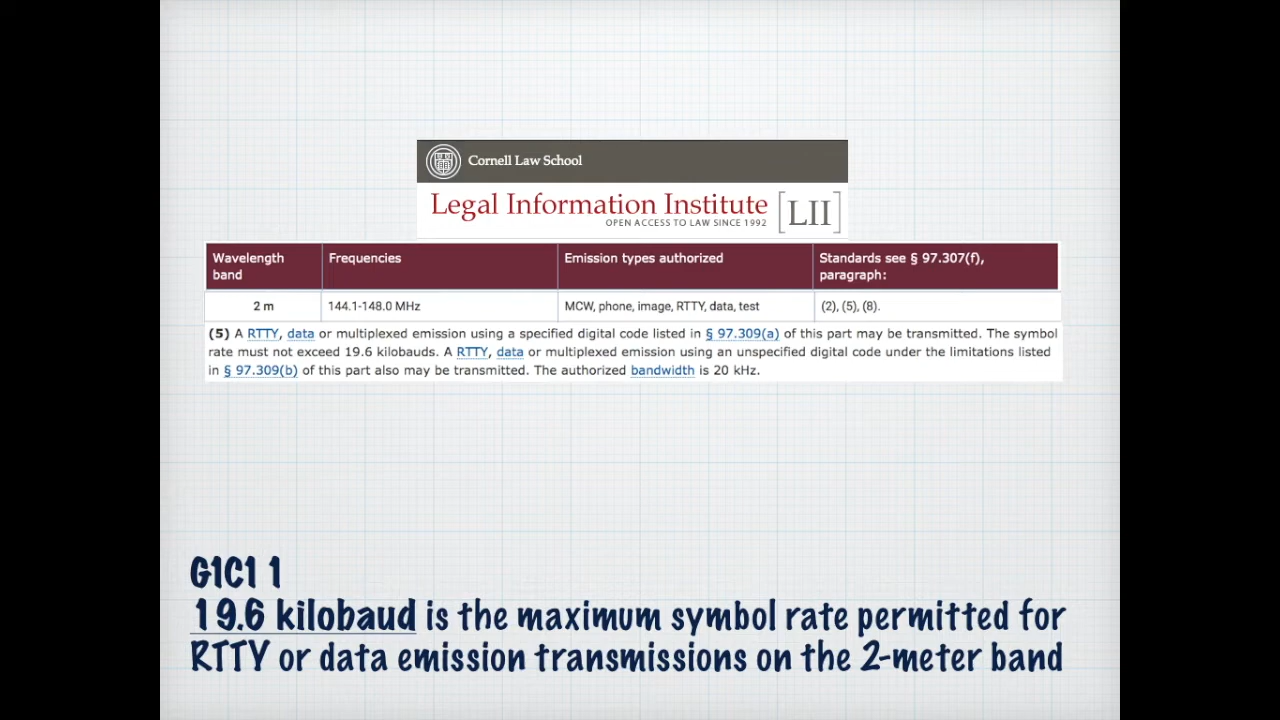 Cornell Law School
Legal Information Institute [LII]
OPEN ACCESS TO LAW SINCE 1992
Wavelength band Frequencies Emission types authorized Standards see § 97.307(f), paragraph:
2 m 144.1-148.0 MHz MCW, phone, image, RTTY, data, test (2), (5), (8).
(5) A RTTY, data or multiplexed emission using a specified digital code listed in § 97.309(a) of this part may be transmitted. The symbol
rate must not exceed 19.6 kilobauds. A RTTY, data or multiplexed emission using an unspecified digital code under the limitations listed
in § 97.309(b) of this part also may be transmitted. The authorized bandwidth is 20 kHz.
G1C11
19.6 kilobaud is the maximum symbol rate permitted for
RTTY or data emission transmissions on the 2-meter band